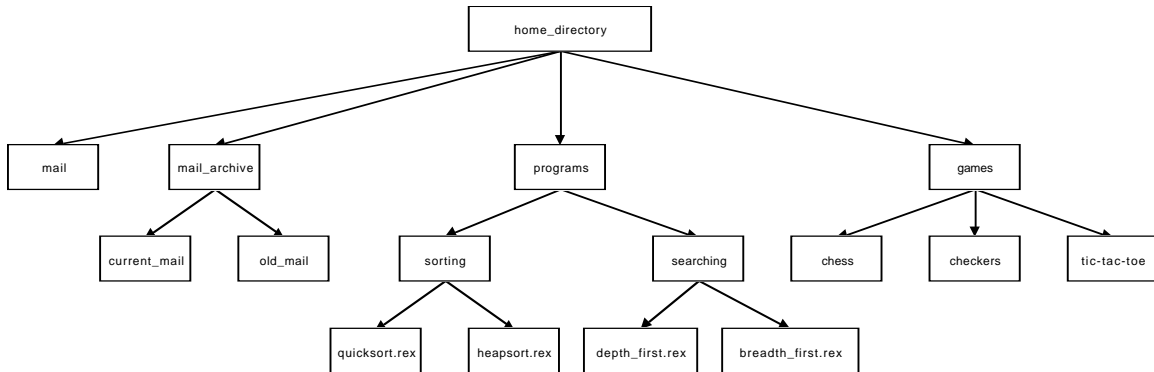 home_directory
mail
mail_archive
programs
games
current_mail
old_mail
sorting
searching
chess
checkers
tic-tac-toe
quicksort.rex
heapsort.rex
depth_first.rex
breadth_first.rex